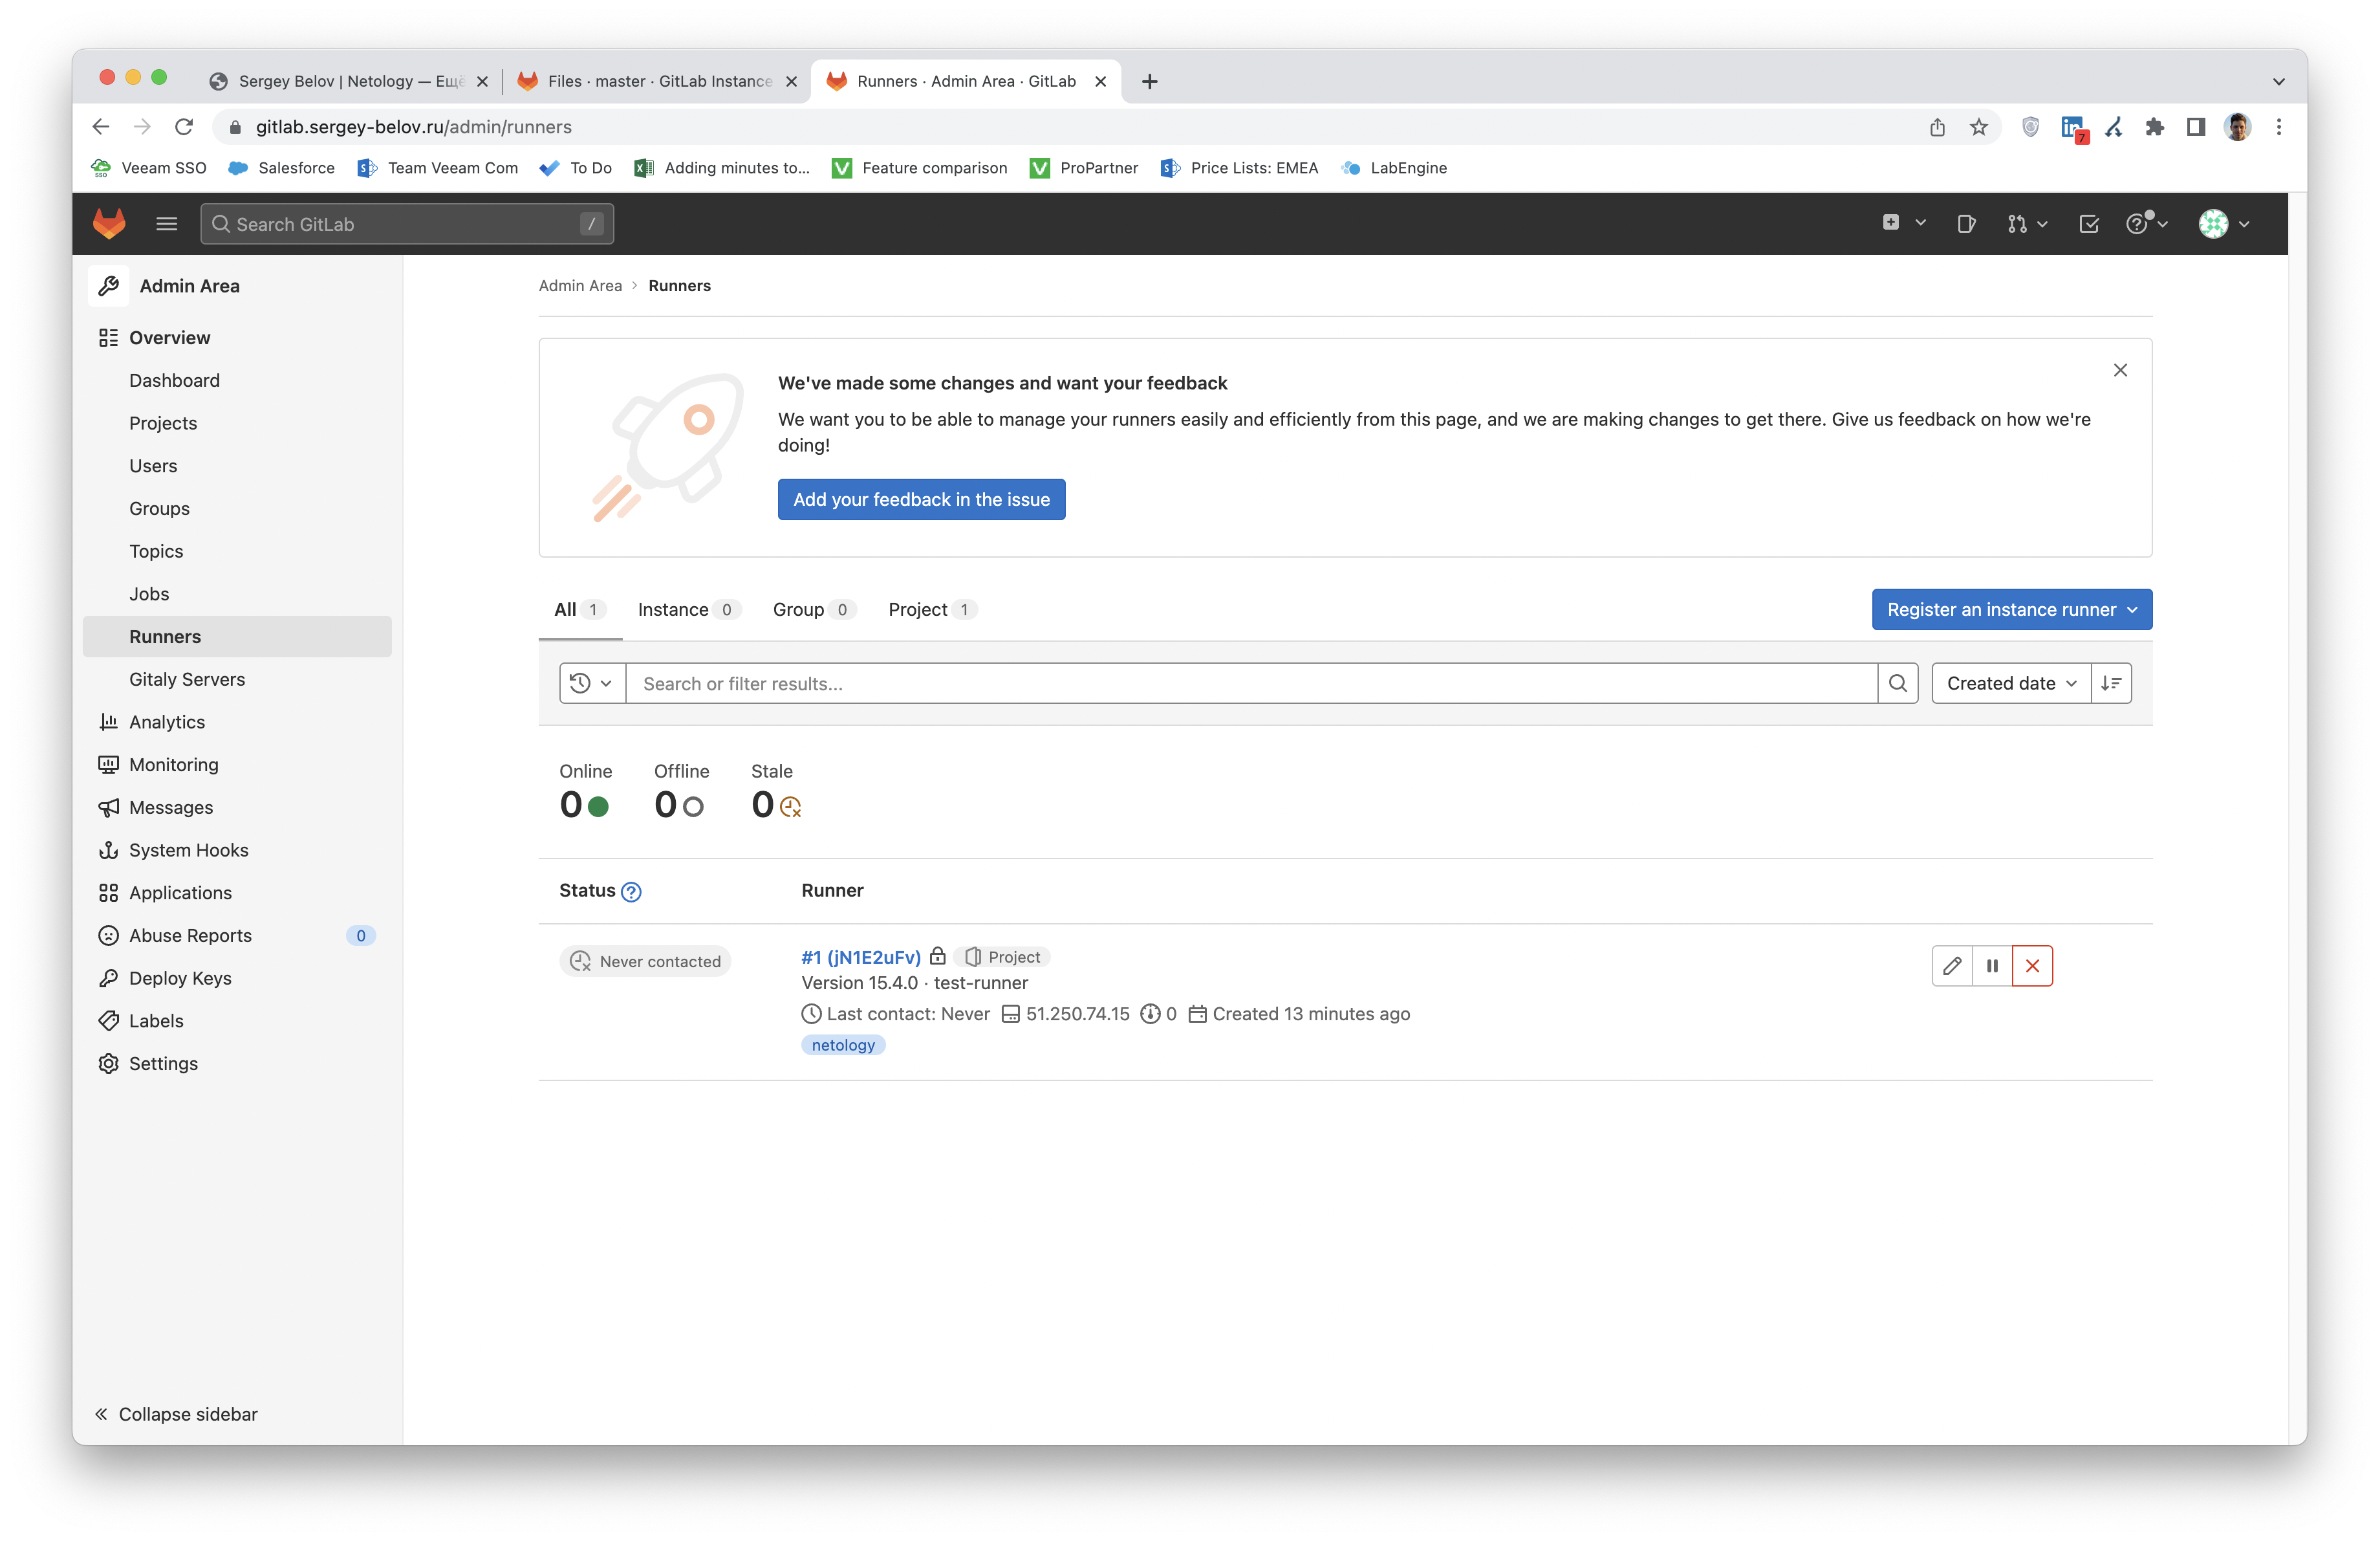 Sergey Belov | Netology — Ещё
Files · master · GitLab Instance
Runners · Admin Area · GitLab
gitlab.sergey-belov.ru/admin/runners
7
SSO Veeam SSO
Salesforce
S Team Veeam Com
To Do
X Adding minutes to...
V Feature comparison
V ProPartner
S Price Lists: EMEA
LabEngine
Search GitLab /
Admin Area
Overview
Dashboard
Projects
Users
Groups
Topics
Jobs
Runners
Gitaly Servers
Analytics
Monitoring
Messages
System Hooks
Applications
Abuse Reports 0
Deploy Keys
Labels
Settings
Collapse sidebar
Admin Area › Runners
We've made some changes and want your feedback
We want you to be able to manage your runners easily and efficiently from this page, and we are making changes to get there. Give us feedback on how we're
doing!
Add your feedback in the issue
All 1 Instance 0 Group 0 Project 1
Register an instance runner
Search or filter results...
Created date
Online Offline Stale
0 0 0
Status ? Runner
Never contacted
#1 (jN1E2uFv) Project
Version 15.4.0 · test-runner
Last contact: Never 51.250.74.15 0 Created 13 minutes ago
netology